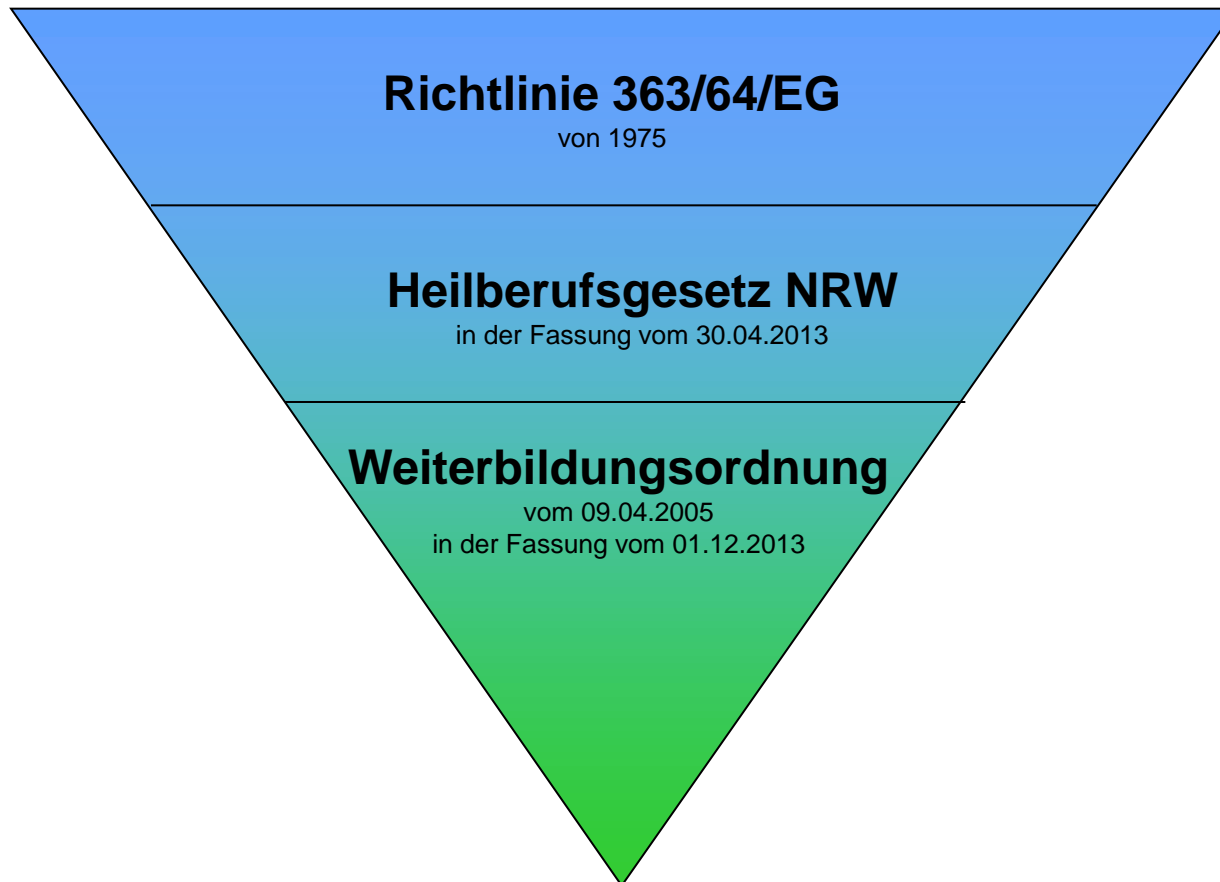 Richtlinie 363/64/EG
von 1975
Heilberufsgesetz NRW
in der Fassung vom 30.04.2013
Weiterbildungsordnung
vom 09.04.2005
in der Fassung vom 01.12.2013